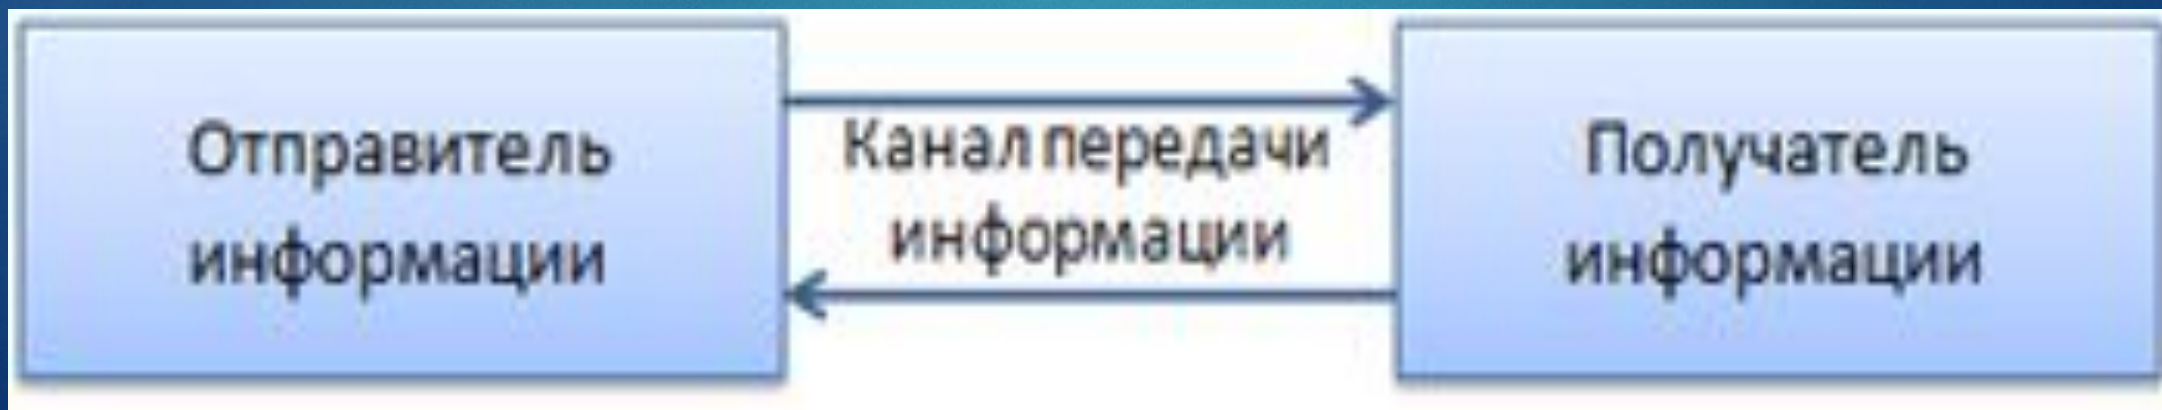 Отправитель
информации
Канал передачи
информации
Получатель
информации